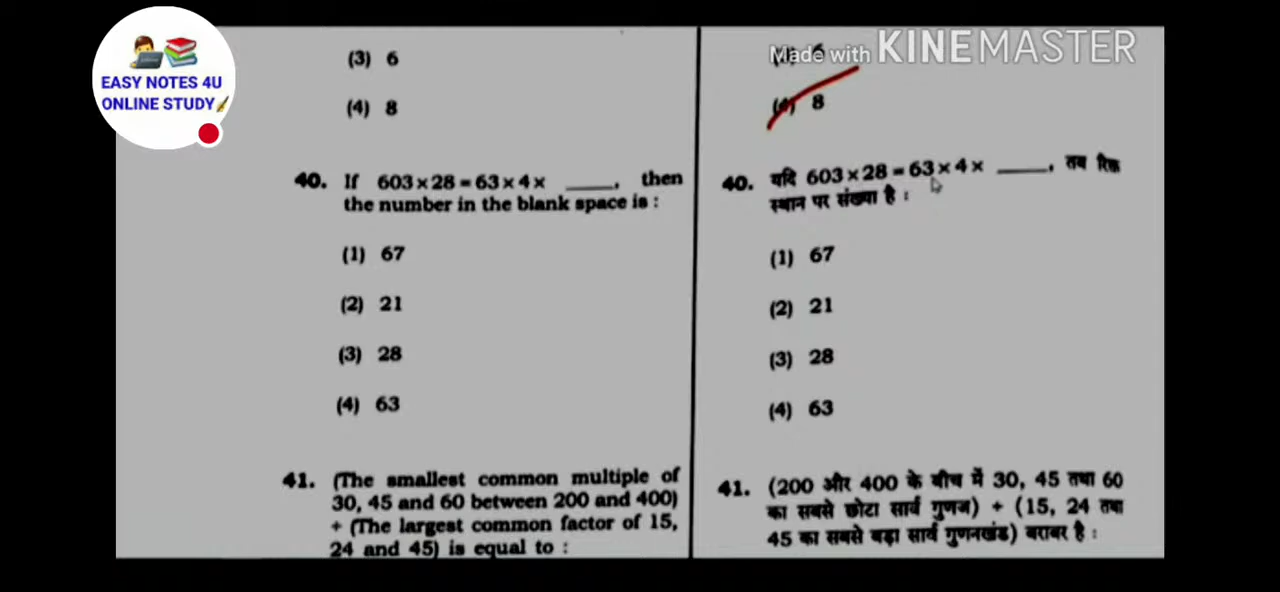 EASY NOTES 4U
ONLINE STUDY
Made with KINEMASTER
(3) 6
(4) 8
40. If 603 × 28 = 63 × 4 × ____, then
the number in the blank space is :
(1) 67
(2) 21
(3) 28
(4) 63
41. (The smallest common multiple of
30, 45 and 60 between 200 and 400)
+ (The largest common factor of 15,
24 and 45) is equal to :
6
(4) 8
40. यदि 603 × 28 = 63 × 4 × ____, तब रिक्त
स्थान पर संख्या है :
(1) 67
(2) 21
(3) 28
(4) 63
41. (200 और 400 के बीच में 30, 45 तथा 60
का सबसे छोटा सार्व गुणज) + (15, 24 तथा
45 का सबसे बड़ा सार्व गुणनखंड) बराबर है :